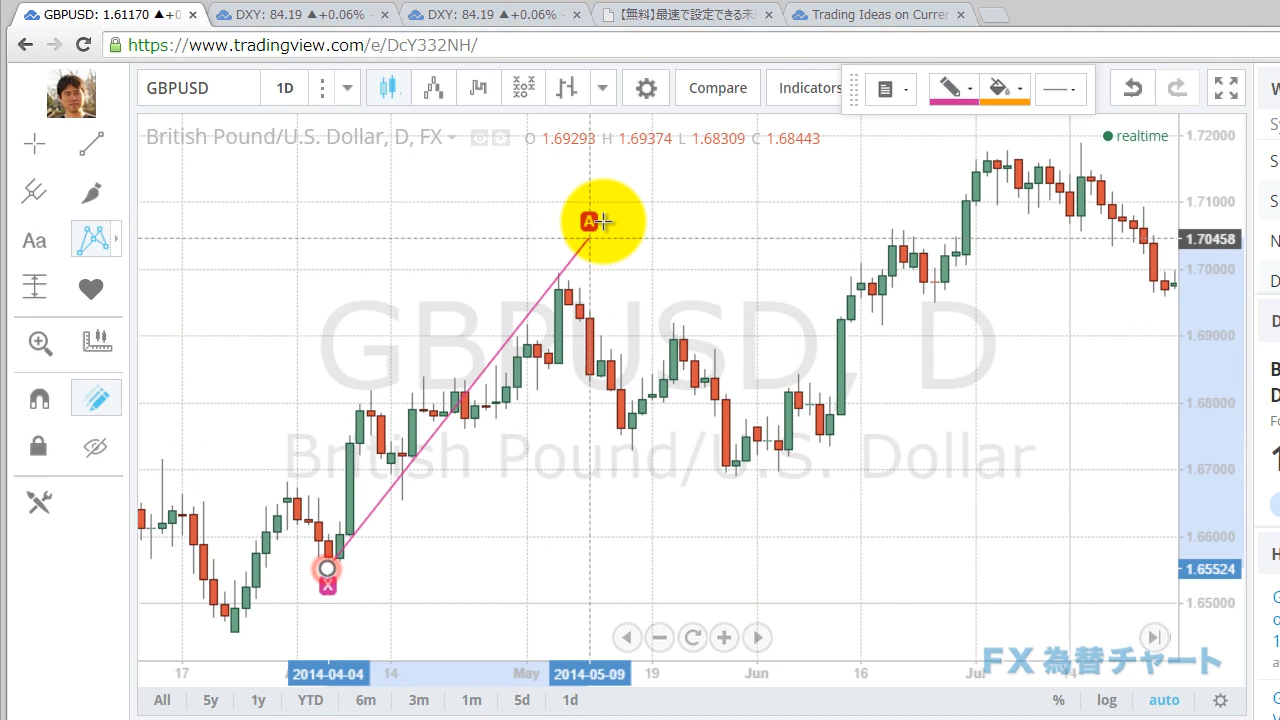 GBPUSD: 1.61170 ▲+0
DXY: 84.19 ▲+0.06% -
DXY: 84.19 ▲+0.06% -
【無料】最速で設定できる未
Trading Ideas on Curre
https://www.tradingview.com/e/DcY332NH/
GBPUSD 1D Compare Indicators
British Pound/U.S. Dollar, D, FX O 1.69293 H 1.69374 L 1.68309 C 1.68443
realtime
Aa
1.72000
1.71000
1.70458
1.70000
1.69000
1.68000
1.67000
1.66000
1.65524
1.65000
A
X
GBPUSD, D
British Pound/U.S. Dollar
FX 為替チャート
17 2014-04-04 14 May 2014-05-09 19 Jun 16 Jul 14
All 5y 1y YTD 6m 3m 1m 5d 1d % log auto